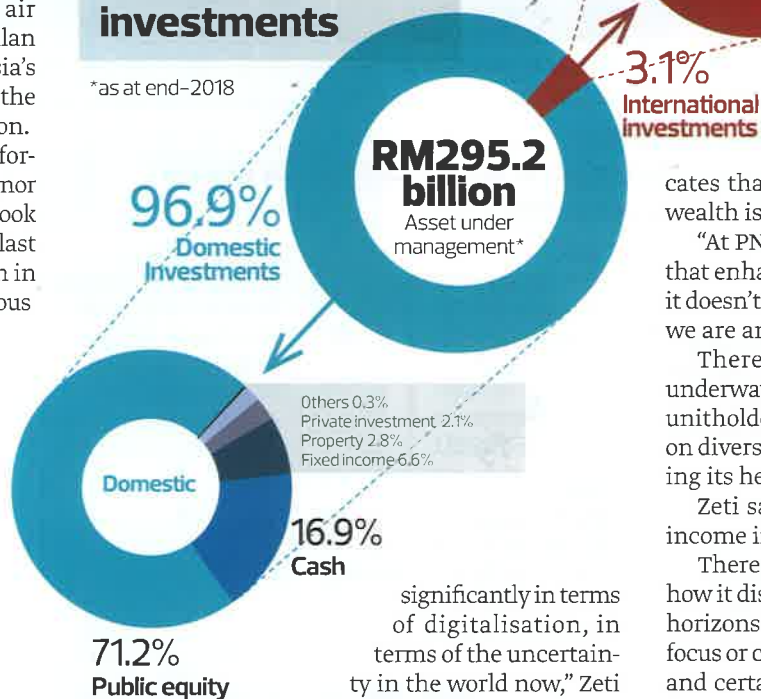 air
lan
sia's
the
on.
for-
nor
ook
last
n in
ous
investments
*as at end–2018
96.9%
Domestic
Investments
RM295.2
billion
Asset under
management*
3.1%
International
investments
Domestic
Others 0.3%
Private investment 2.1%
Property 2.8%
Fixed income 6.6%
16.9%
Cash
71.2%
Public equity
significantly in terms
of digitalisation, in
terms of the uncertain-
ty in the world now," Zeti
cates tha
wealth is
"At PN
that enha
it doesn't
we are an
There
underwa
unithold
on divers
ing its he
Zeti sa
income i
There
how it dis
horizons
focus or c
and certa